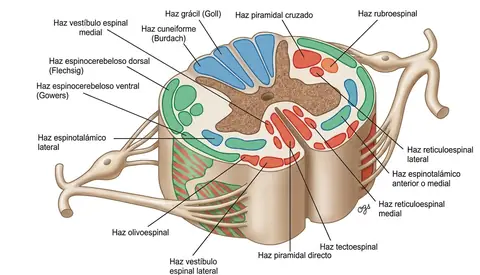 Haz grácil (Goll)
Haz piramidal cruzado
Haz rubroespinal
Haz vestíbulo espinal
medial
Haz cuneiforme
(Burdach)
Haz espinocerebeloso dorsal
(Flechsig)
Haz espinocerebeloso ventral
(Gowers)
Haz espinotalámico
lateral
Haz reticuloespinal
lateral
Haz espinotalámico
anterior o medial
Haz reticuloespinal
medial
Haz olivoespinal
Haz tectoespinal
Haz vestíbulo
espinal lateral
Haz piramidal directo